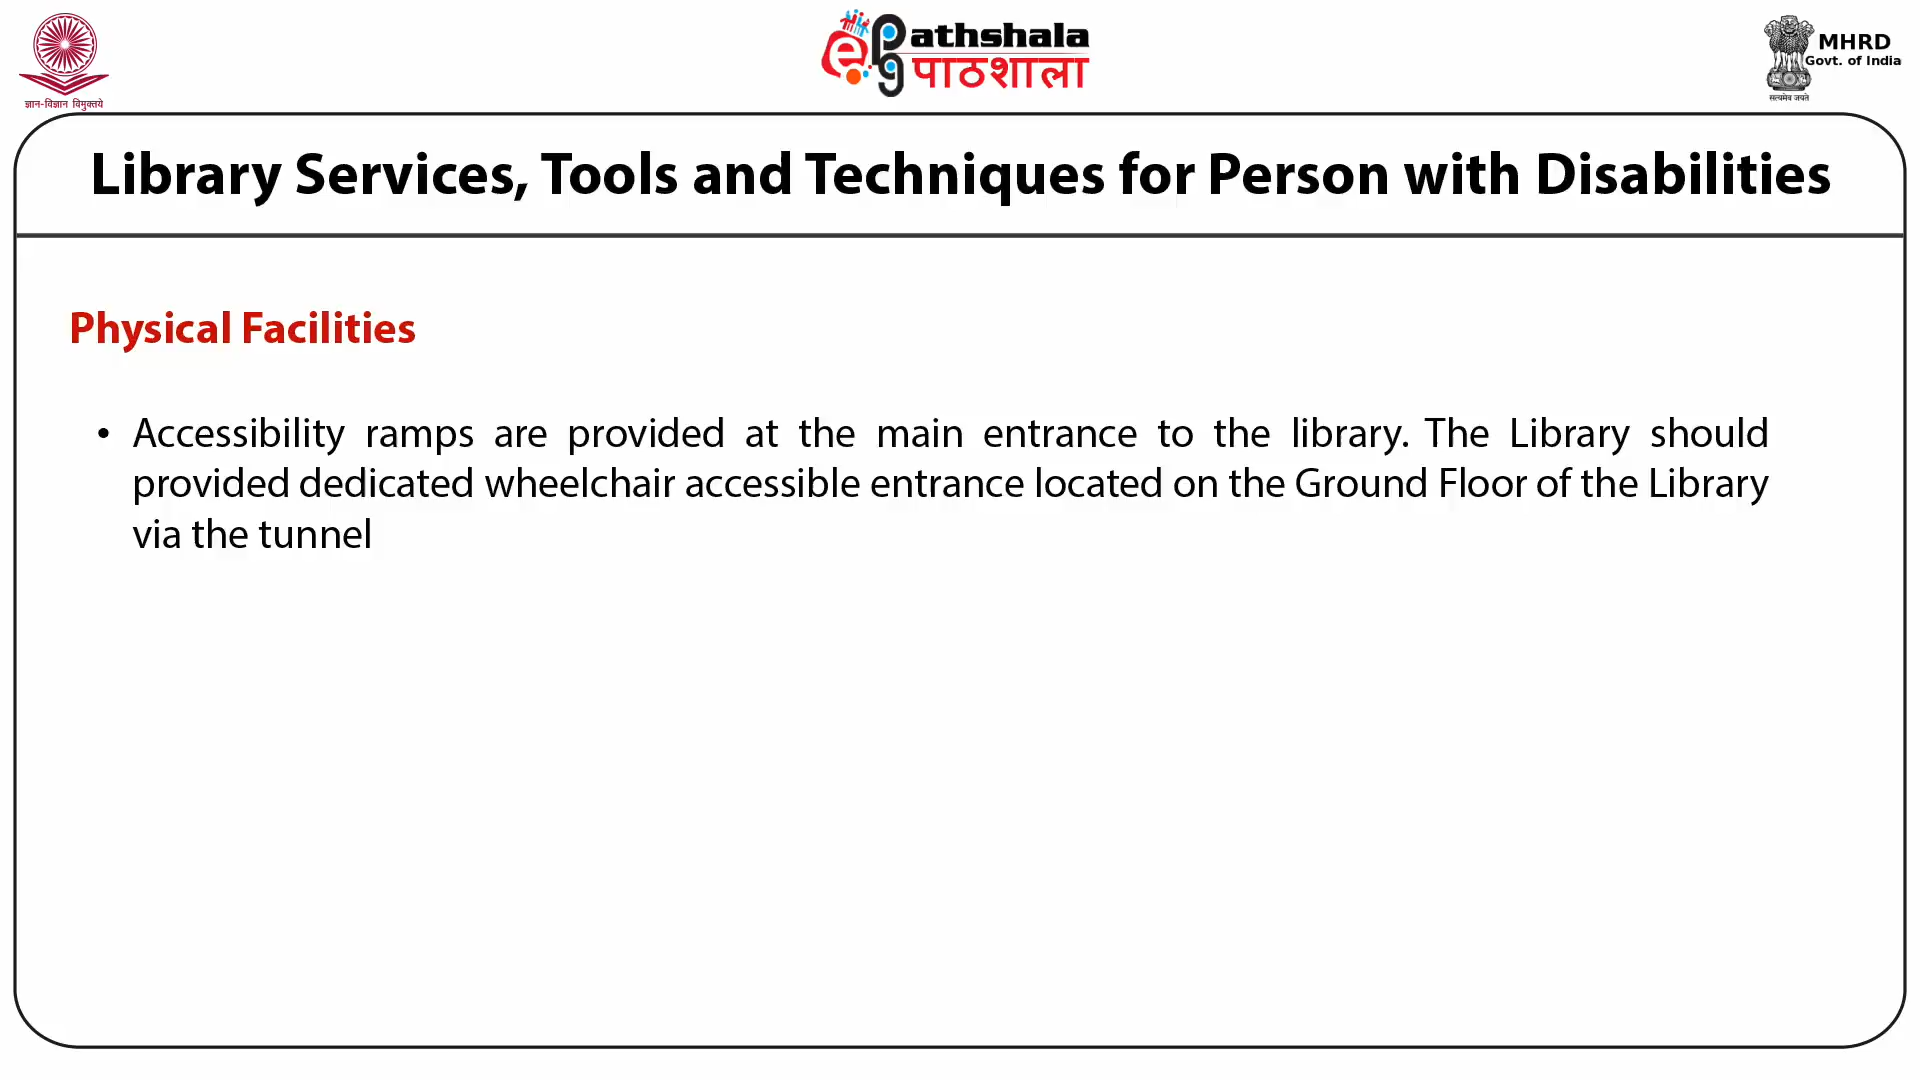 ज्ञान-विज्ञान विमुक्तये
ePg athshala
पाठशाला
MHRD
Govt. of India
सत्यमेव जयते
Library Services, Tools and Techniques for Person with Disabilities
Physical Facilities
• Accessibility ramps are provided at the main entrance to the library. The Library should
provided dedicated wheelchair accessible entrance located on the Ground Floor of the Library
via the tunnel